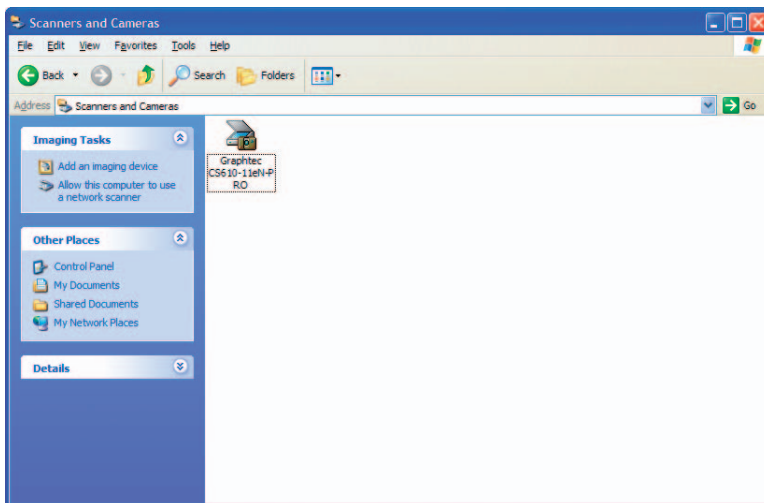 Scanners and Cameras
File Edit View Favorites Tools Help
Back Search Folders
Address Scanners and Cameras Go
Imaging Tasks
Add an imaging device
Allow this computer to use
a network scanner
Other Places
Control Panel
My Documents
Shared Documents
My Network Places
Details
Graphtec
CS610-11eN-P
RO